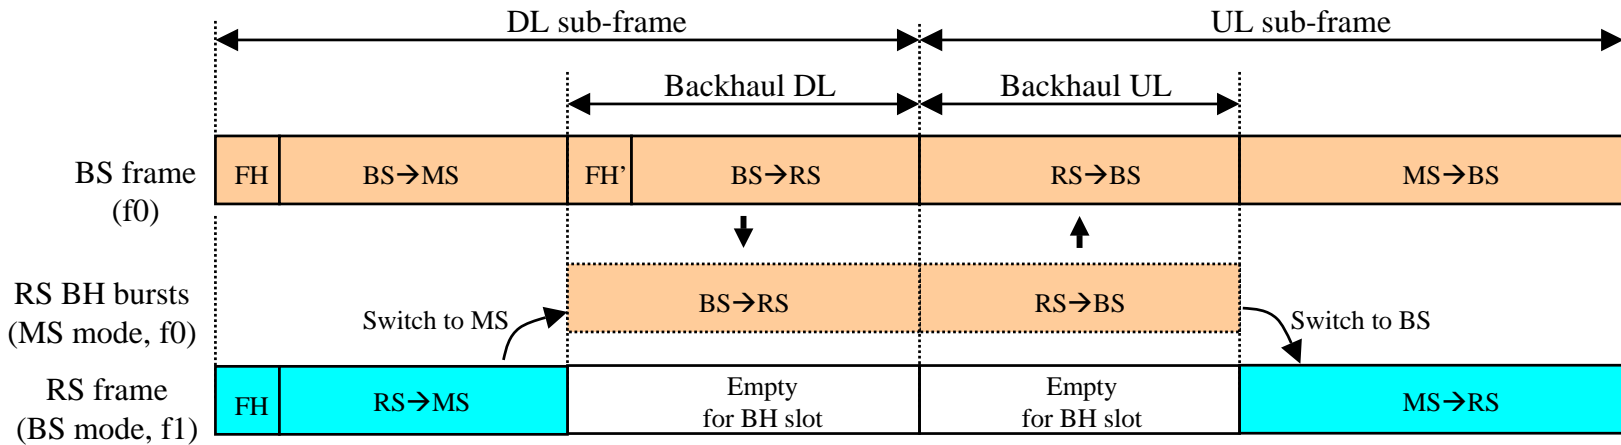 DL sub-frame
UL sub-frame
Backhaul DL
Backhaul UL
BS frame
(f0)
FH
BS→MS
FH’
BS→RS
RS→BS
MS→BS
RS BH bursts
(MS mode, f0)
Switch to MS
BS→RS
RS→BS
Switch to BS
RS frame
(BS mode, f1)
FH
RS→MS
Empty
for BH slot
Empty
for BH slot
MS→RS